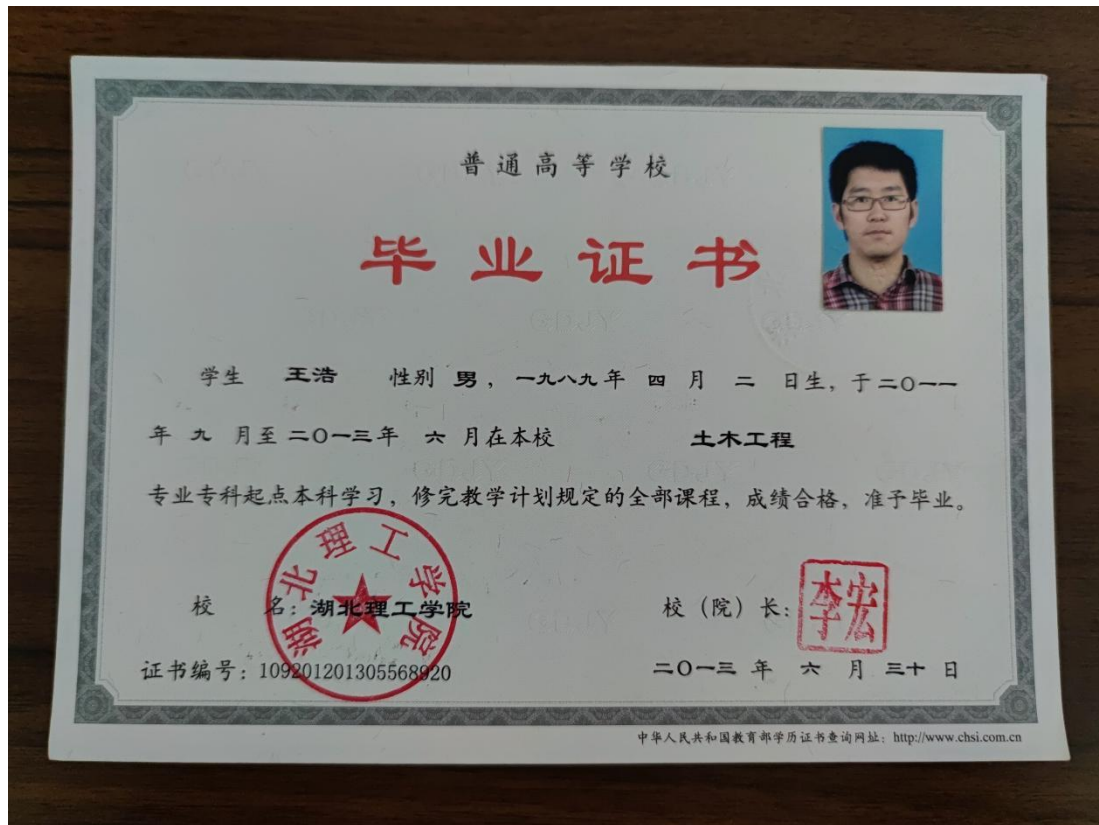 普通高等学校
毕业证书
学生 王浩 性别 男，一九八九年 四 月 二 日生，于二〇一一
年 九 月至二〇一三年 六 月在本校 土木工程
专业专科起点本科学习，修完教学计划规定的全部课程，成绩合格，准予毕业。
湖北理工学院
校 名：湖北理工学院 校（院）长：李宏
证书编号：109201201305568920 二〇一三 年 六 月 三十 日
中华人民共和国教育部学历证书查询网址：http://www.chsi.com.cn